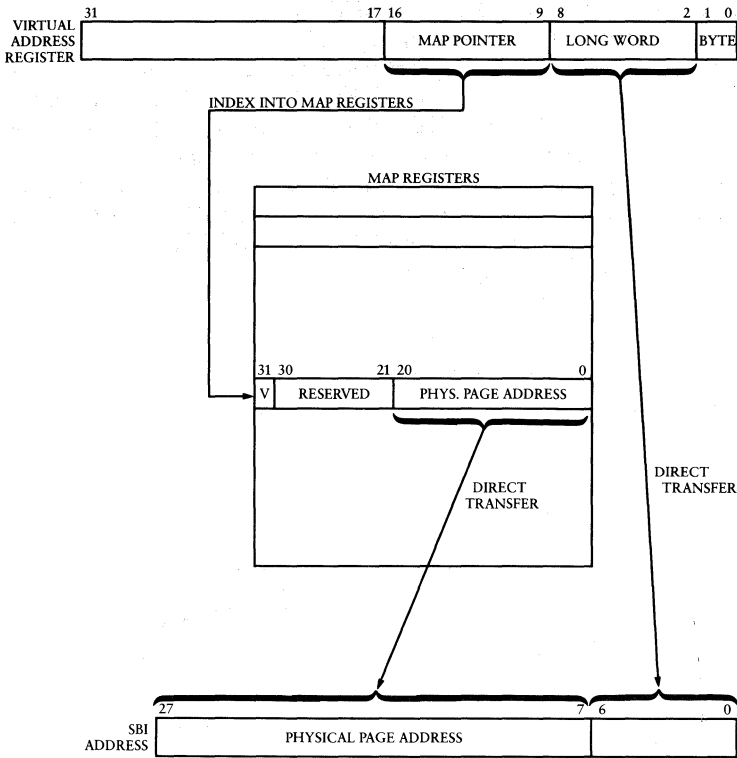 31 17 16 9 8 2 1 0
VIRTUAL
ADDRESS
REGISTER
MAP POINTER LONG WORD BYTE
INDEX INTO MAP REGISTERS
MAP REGISTERS
31 30 21 20 0
V RESERVED PHYS. PAGE ADDRESS
DIRECT
TRANSFER
DIRECT
TRANSFER
27 7 6 0
SBI
ADDRESS
PHYSICAL PAGE ADDRESS